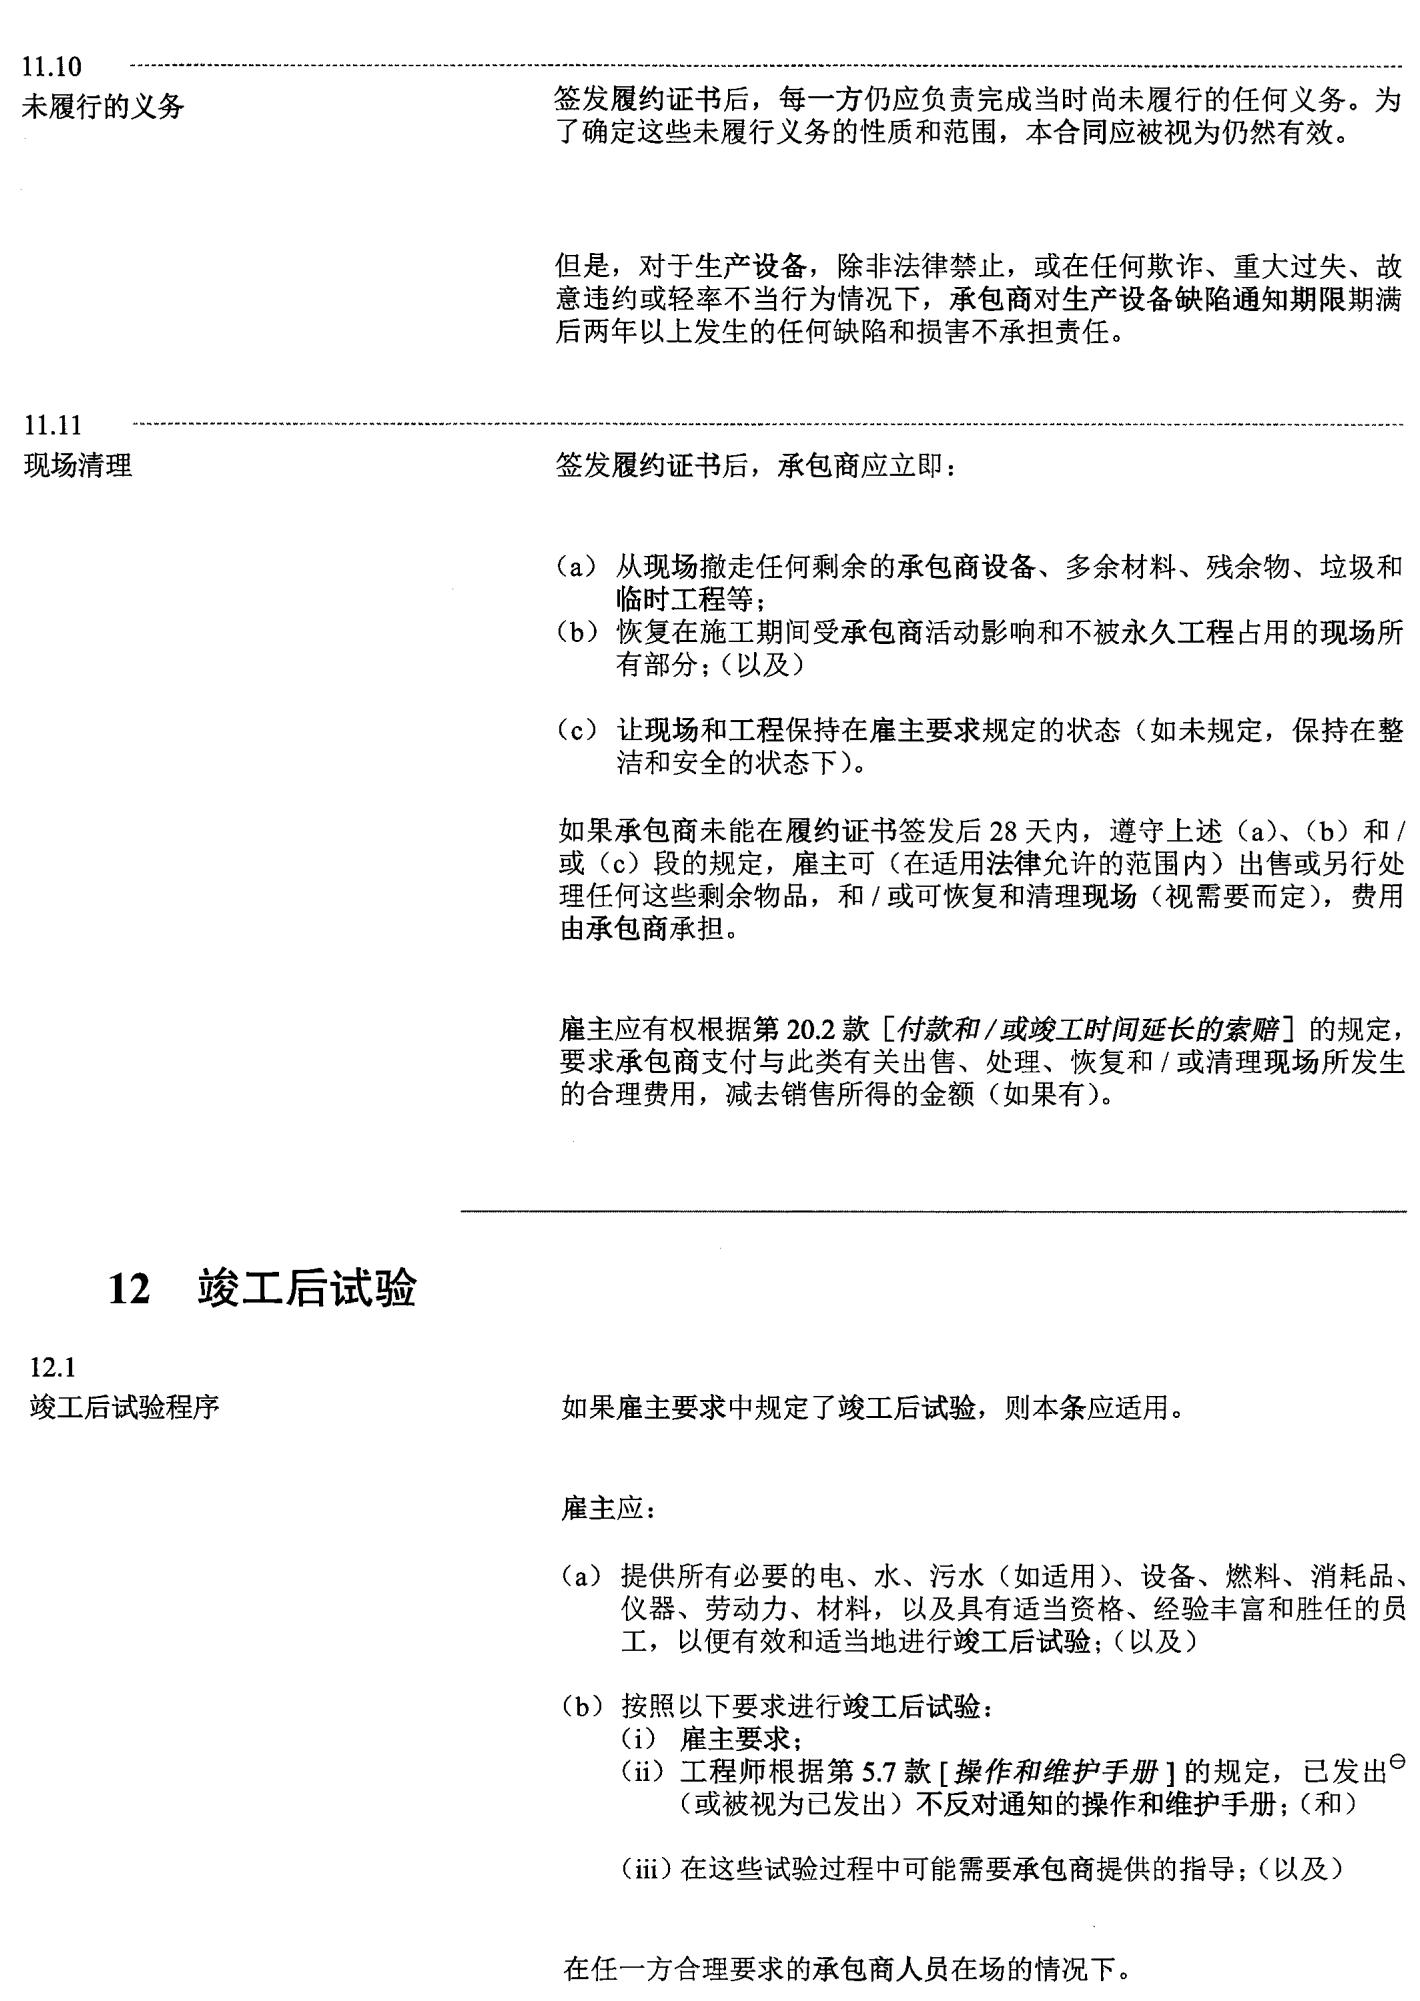 11.10
未履行的义务
签发履约证书后，每一方仍应负责完成当时尚未履行的任何义务。为
了确定这些未履行义务的性质和范围，本合同应被视为仍然有效。
但是，对于生产设备，除非法律禁止，或在任何欺诈、重大过失、故
意违约或轻率不当行为情况下，承包商对生产设备缺陷通知期限期满
后两年以上发生的任何缺陷和损害不承担责任。
11.11
现场清理
签发履约证书后，承包商应立即：
（a）从现场撤走任何剩余的承包商设备、多余材料、残余物、垃圾和
临时工程等；
（b）恢复在施工期间受承包商活动影响和不被永久工程占用的现场所
有部分；（以及）
（c）让现场和工程保持在雇主要求规定的状态（如未规定，保持在整
洁和安全的状态下）。
如果承包商未能在履约证书签发后 28 天内，遵守上述（a）、（b）和 /
或（c）段的规定，雇主可（在适用法律允许的范围内）出售或另行处
理任何这些剩余物品，和 / 或可恢复和清理现场（视需要而定），费用
由承包商承担。
雇主应有权根据第 20.2 款［付款和 / 或竣工时间延长的索赔］的规定，
要求承包商支付与此类有关出售、处理、恢复和 / 或清理现场所发生
的合理费用，减去销售所得的金额（如果有）。
12 竣工后试验
12.1
竣工后试验程序
如果雇主要求中规定了竣工后试验，则本条应适用。
雇主应：
（a）提供所有必要的电、水、污水（如适用）、设备、燃料、消耗品、
仪器、劳动力、材料，以及具有适当资格、经验丰富和胜任的员
工，以便有效和适当地进行竣工后试验；（以及）
（b）按照以下要求进行竣工后试验：
（i） 雇主要求；
（ii）工程师根据第 5.7 款 [ 操作和维护手册 ] 的规定，已发出㊀
（或被视为已发出）不反对通知的操作和维护手册；（和）
（iii）在这些试验过程中可能需要承包商提供的指导；（以及）
在任一方合理要求的承包商人员在场的情况下。